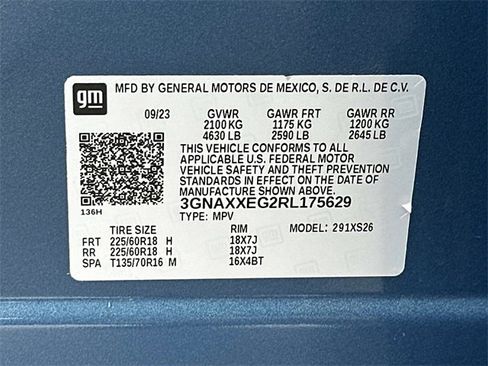 gm MFD BY GENERAL MOTORS DE MEXICO, S. DE R.L. DE C.V.
09/23 GVWR GAWR FRT GAWR RR
2100 KG 1175 KG 1200 KG
4630 LB 2590 LB 2645 LB
THIS VEHICLE CONFORMS TO ALL
APPLICABLE U.S. FEDERAL MOTOR
VEHICLE SAFETY AND THEFT PREVENTION
STANDARDS IN EFFECT ON THE DATE OF
MANUFACTURE SHOWN ABOVE.
136H 3GNAXXEG2RL175629
TYPE: MPV
TIRE SIZE RIM MODEL: 291XS26
FRT 225/60R18 H 18X7J
RR 225/60R18 H 18X7J
SPA T135/70R16 M 16X4BT